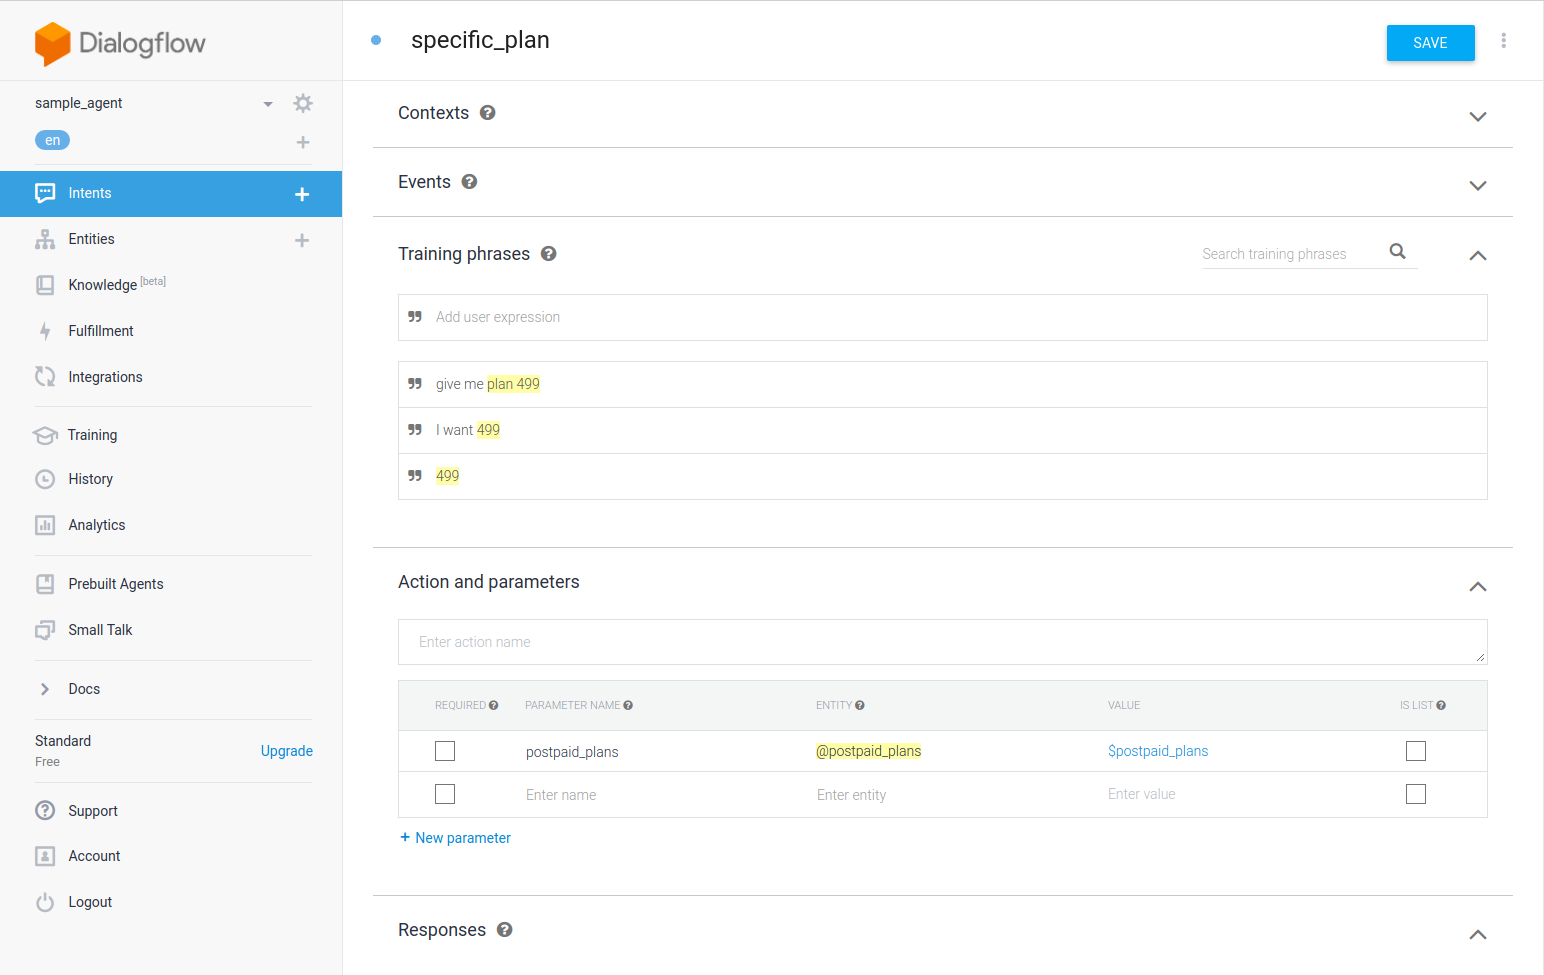 Dialogflow
sample_agent
en
Intents
Entities
Knowledge [beta]
Fulfillment
Integrations
Training
History
Analytics
Prebuilt Agents
Small Talk
Docs
Standard
Free
Upgrade
Support
Account
Logout
specific_plan
SAVE
Contexts
Events
Training phrases
Search training phrases
Add user expression
give me plan 499
I want 499
499
Action and parameters
Enter action name
REQUIRED PARAMETER NAME ENTITY VALUE IS LIST
postpaid_plans @postpaid_plans $postpaid_plans
Enter name Enter entity Enter value
+ New parameter
Responses